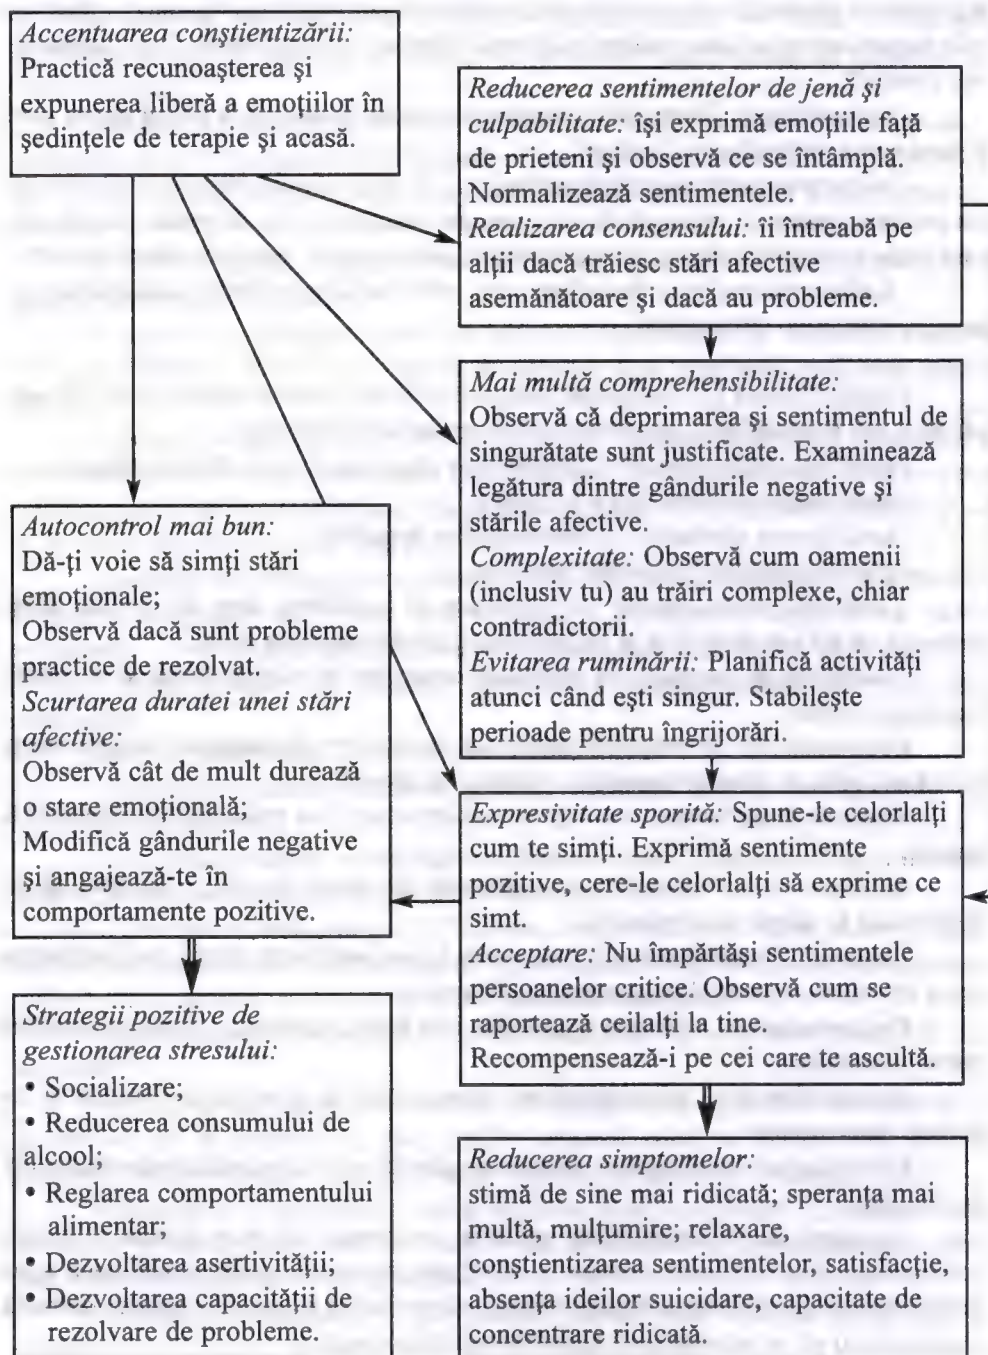 Accentuarea conştientizării:
Practică recunoaşterea şi
expunerea liberă a emoţiilor în
şedinţele de terapie şi acasă.
Reducerea sentimentelor de jenă şi
culpabilitate: îşi exprimă emoţiile faţă
de prieteni şi observă ce se întâmplă.
Normalizează sentimentele.
Realizarea consensului: îi întreabă pe
alţii dacă trăiesc stări afective
asemănătoare şi dacă au probleme.
Mai multă comprehensibilitate:
Observă că deprimarea şi sentimentul de
singurătate sunt justificate. Examinează
legătura dintre gândurile negative şi
stările afective.
Complexitate: Observă cum oamenii
(inclusiv tu) au trăiri complexe, chiar
contradictorii.
Evitarea ruminării: Planifică activităţi
atunci când eşti singur. Stabileşte
perioade pentru îngrijorări.
Autocontrol mai bun:
Dă-ţi voie să simţi stări
emoţionale;
Observă dacă sunt probleme
practice de rezolvat.
Scurtarea duratei unei stări
afective:
Observă cât de mult durează
o stare emoţională;
Modifică gândurile negative
şi angajează-te în
comportamente pozitive.
Expresivitate sporită: Spune-le celorlalţi
cum te simţi. Exprimă sentimente
pozitive, cere-le celorlalţi să exprime ce
simt.
Acceptare: Nu împărtăşi sentimentele
persoanelor critice. Observă cum se
raportează ceilalţi la tine.
Recompensează-i pe cei care te ascultă.
Strategii pozitive de
gestionarea stresului:
• Socializare;
• Reducerea consumului de
alcool;
• Reglarea comportamentului
alimentar;
• Dezvoltarea asertivităţii;
• Dezvoltarea capacităţii de
rezolvare de probleme.
Reducerea simptomelor:
stimă de sine mai ridicată; speranţa mai
multă, mulţumire; relaxare,
conştientizarea sentimentelor, satisfacţie,
absenţa ideilor suicidare, capacitate de
concentrare ridicată.